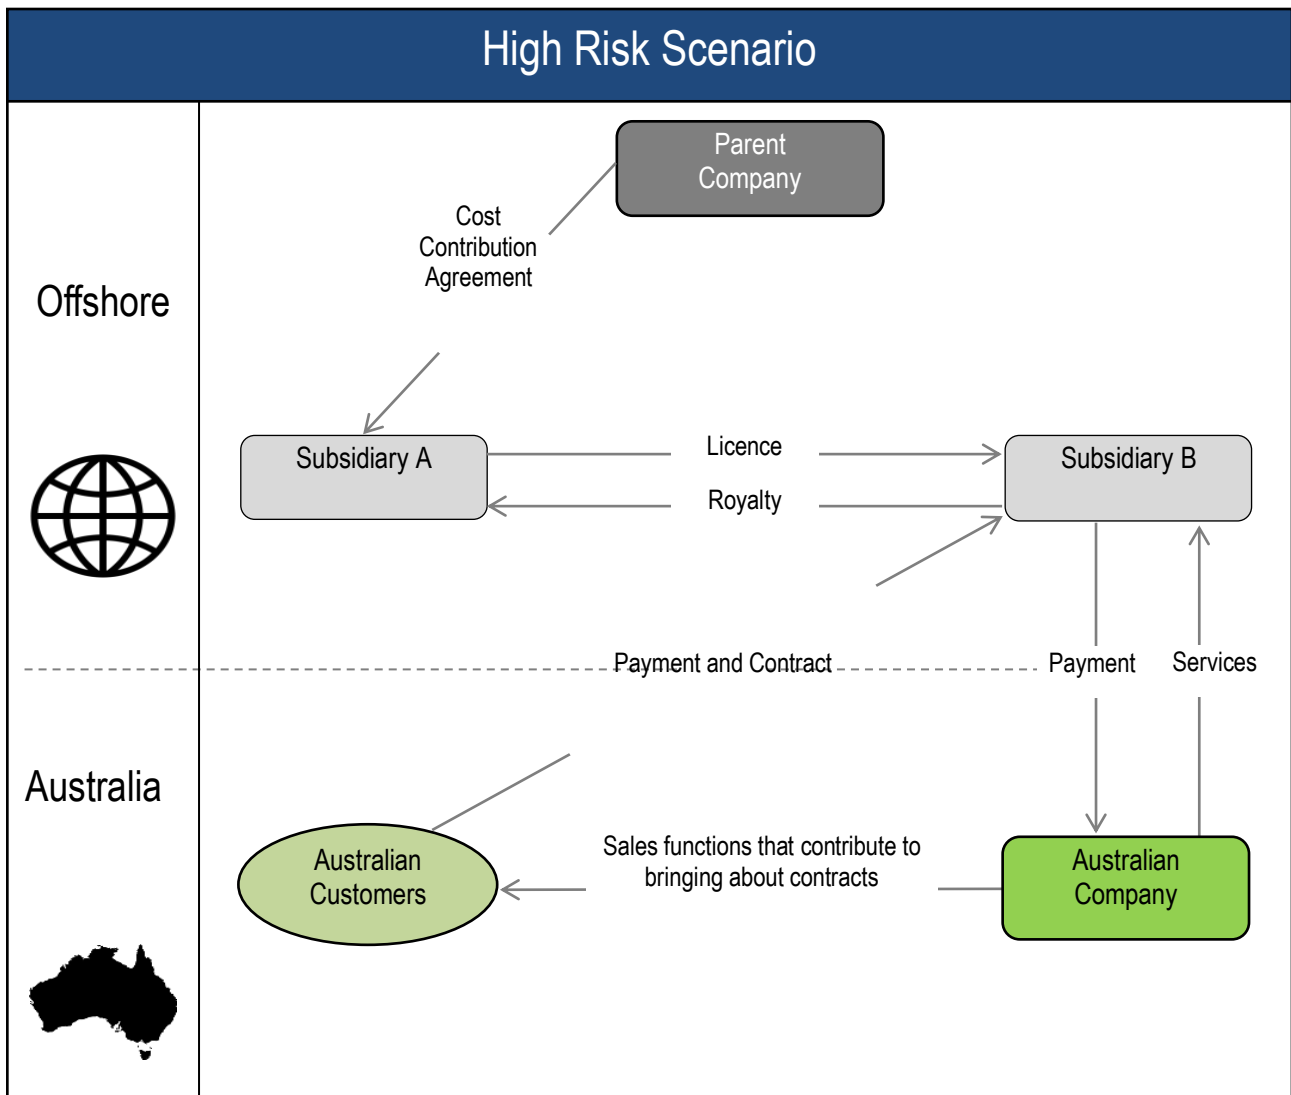 High Risk Scenario
Parent
Company
Cost
Contribution
Agreement
Offshore
Subsidiary A
Licence
Royalty
Subsidiary B
Payment and Contract
Payment
Services
Australia
Australian
Customers
Sales functions that contribute to
bringing about contracts
Australian
Company